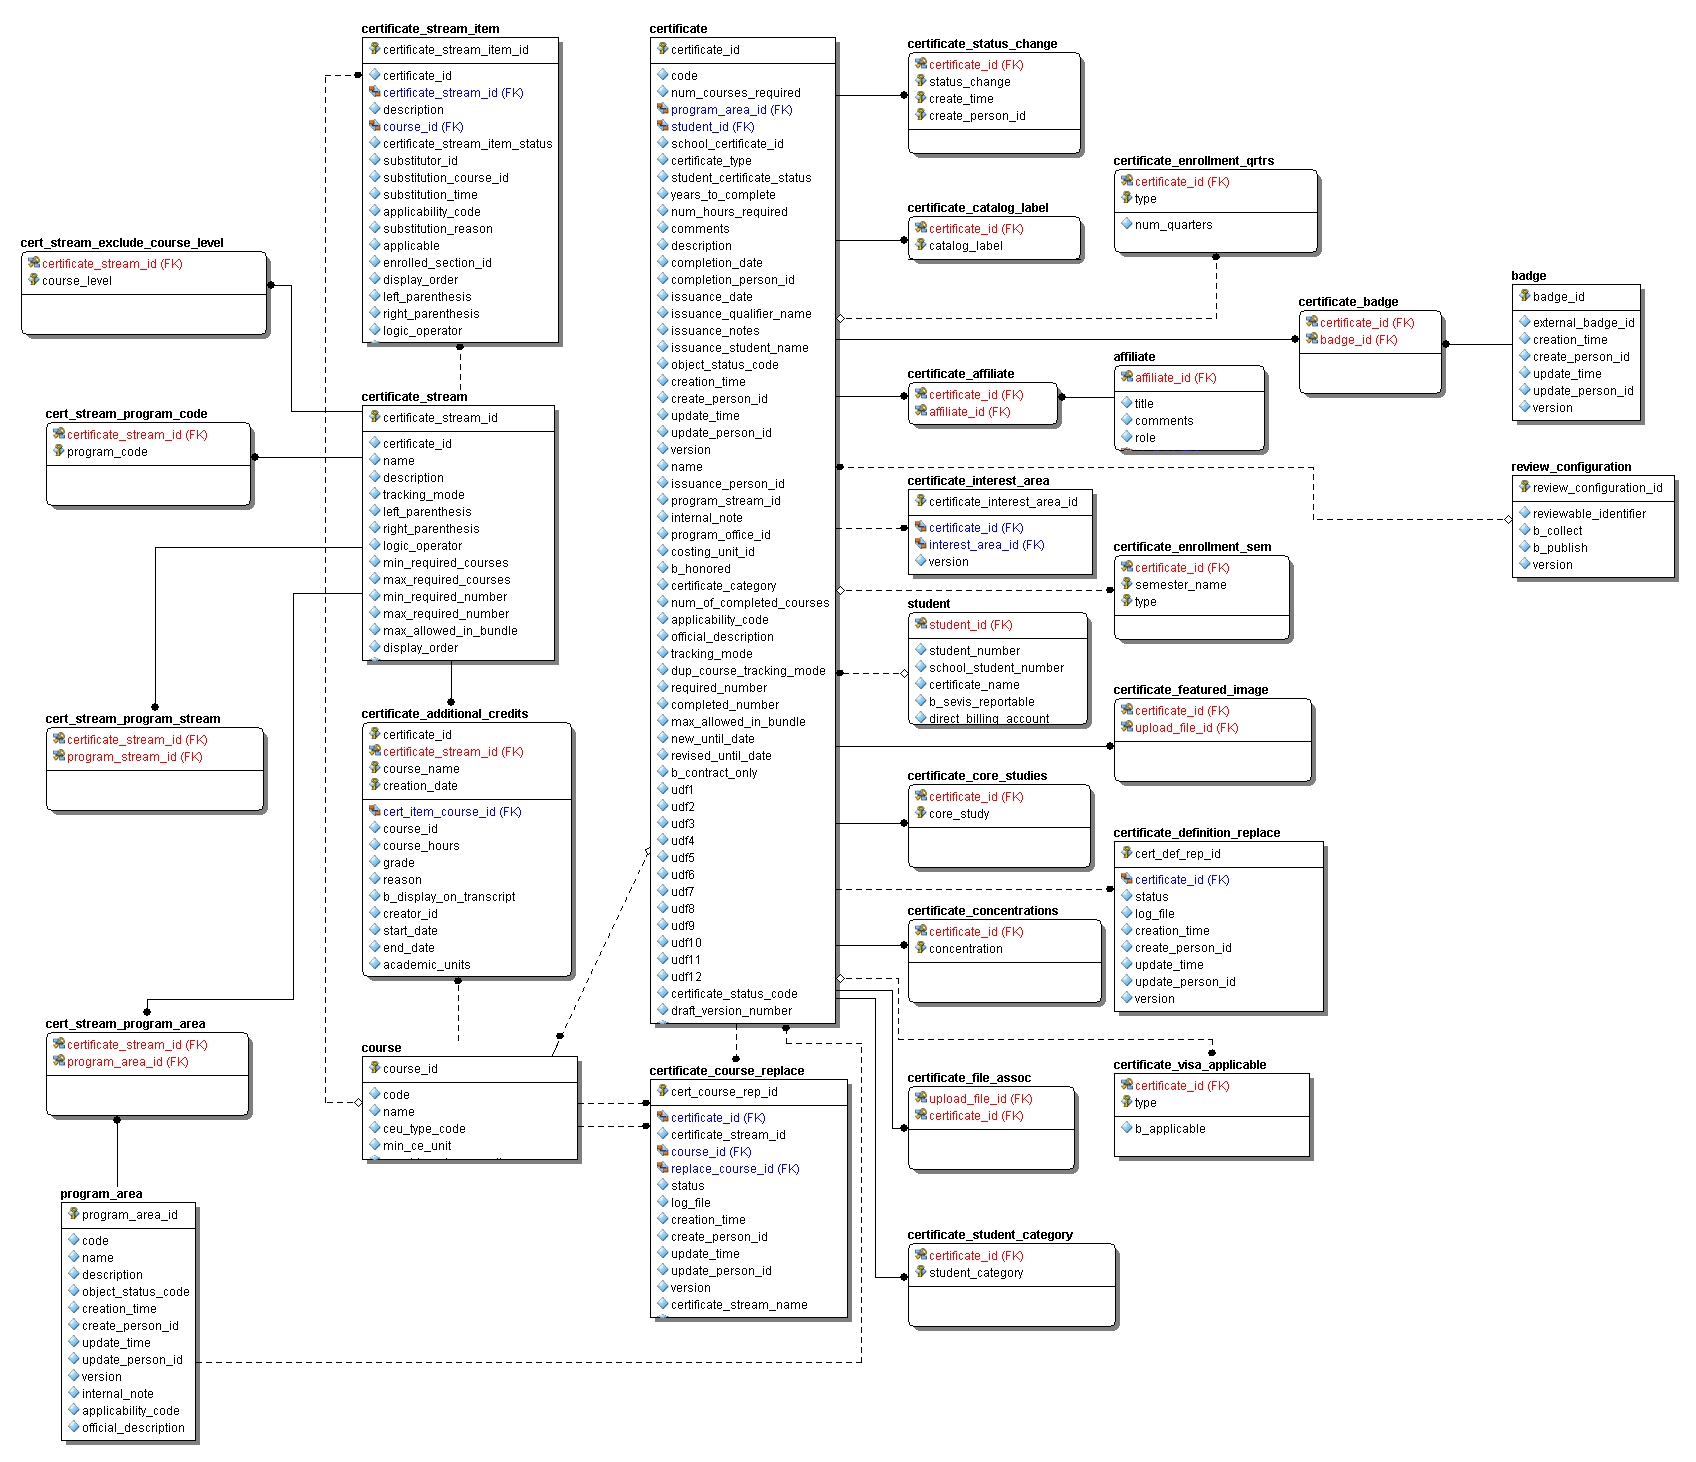 certificate_stream_item
certificate_stream_item_id
certificate_id
certificate_stream_id (FK)
description
course_id (FK)
certificate_stream_item_status
substitutor_id
substitution_course_id
substitution_time
applicability_code
substitution_reason
applicable
enrolled_section_id
display_order
left_parenthesis
right_parenthesis
logic_operator
cert_stream_exclude_course_level
certificate_stream_id (FK)
course_level
cert_stream_program_code
certificate_stream_id (FK)
program_code
certificate_stream
certificate_stream_id
certificate_id
name
description
tracking_mode
left_parenthesis
right_parenthesis
logic_operator
min_required_courses
max_required_courses
min_required_number
max_required_number
max_allowed_in_bundle
display_order
cert_stream_program_stream
certificate_stream_id (FK)
program_stream_id (FK)
certificate_additional_credits
certificate_id
certificate_stream_id (FK)
course_name
creation_date
cert_item_course_id (FK)
course_id
course_hours
grade
reason
b_display_on_transcript
creator_id
start_date
end_date
academic_units
cert_stream_program_area
certificate_stream_id (FK)
program_area_id (FK)
course
course_id
code
name
ceu_type_code
min_ce_unit
program_area
program_area_id
code
name
description
object_status_code
creation_time
create_person_id
update_time
update_person_id
version
internal_note
applicability_code
official_description
certificate
certificate_id
code
num_courses_required
program_area_id (FK)
student_id (FK)
school_certificate_id
certificate_type
student_certificate_status
years_to_complete
num_hours_required
comments
description
completion_date
completion_person_id
issuance_date
issuance_qualifier_name
issuance_notes
issuance_student_name
object_status_code
creation_time
create_person_id
update_time
update_person_id
version
name
issuance_person_id
program_stream_id
internal_note
program_office_id
costing_unit_id
b_honored
certificate_category
num_of_completed_courses
applicability_code
official_description
tracking_mode
dup_course_tracking_mode
required_number
completed_number
max_allowed_in_bundle
new_until_date
revised_until_date
b_contract_only
udf1
udf2
udf3
udf4
udf5
udf6
udf7
udf8
udf9
udf10
udf11
udf12
certificate_status_code
draft_version_number
certificate_course_replace
cert_course_rep_id
certificate_id (FK)
certificate_stream_id
course_id (FK)
replace_course_id (FK)
status
log_file
creation_time
create_person_id
update_time
update_person_id
version
certificate_stream_name
certificate_status_change
certificate_id (FK)
status_change
create_time
create_person_id
certificate_catalog_label
certificate_id (FK)
catalog_label
certificate_enrollment_qrtrs
certificate_id (FK)
type
num_quarters
certificate_badge
certificate_id (FK)
badge_id (FK)
badge
badge_id
external_badge_id
creation_time
create_person_id
update_time
update_person_id
version
certificate_affiliate
certificate_id (FK)
affiliate_id (FK)
affiliate
affiliate_id (FK)
title
comments
role
review_configuration
review_configuration_id
reviewable_identifier
b_collect
b_publish
version
certificate_interest_area
certificate_interest_area_id
certificate_id (FK)
interest_area_id (FK)
version
certificate_enrollment_sem
certificate_id (FK)
semester_name
type
student
student_id (FK)
student_number
school_student_number
certificate_name
b_sevis_reportable
direct_billing_account
certificate_featured_image
certificate_id (FK)
upload_file_id (FK)
certificate_core_studies
certificate_id (FK)
core_study
certificate_definition_replace
cert_def_rep_id
certificate_id (FK)
status
log_file
creation_time
create_person_id
update_time
update_person_id
version
certificate_concentrations
certificate_id (FK)
concentration
certificate_visa_applicable
certificate_id (FK)
type
b_applicable
certificate_file_assoc
upload_file_id (FK)
certificate_id (FK)
certificate_student_category
certificate_id (FK)
student_category